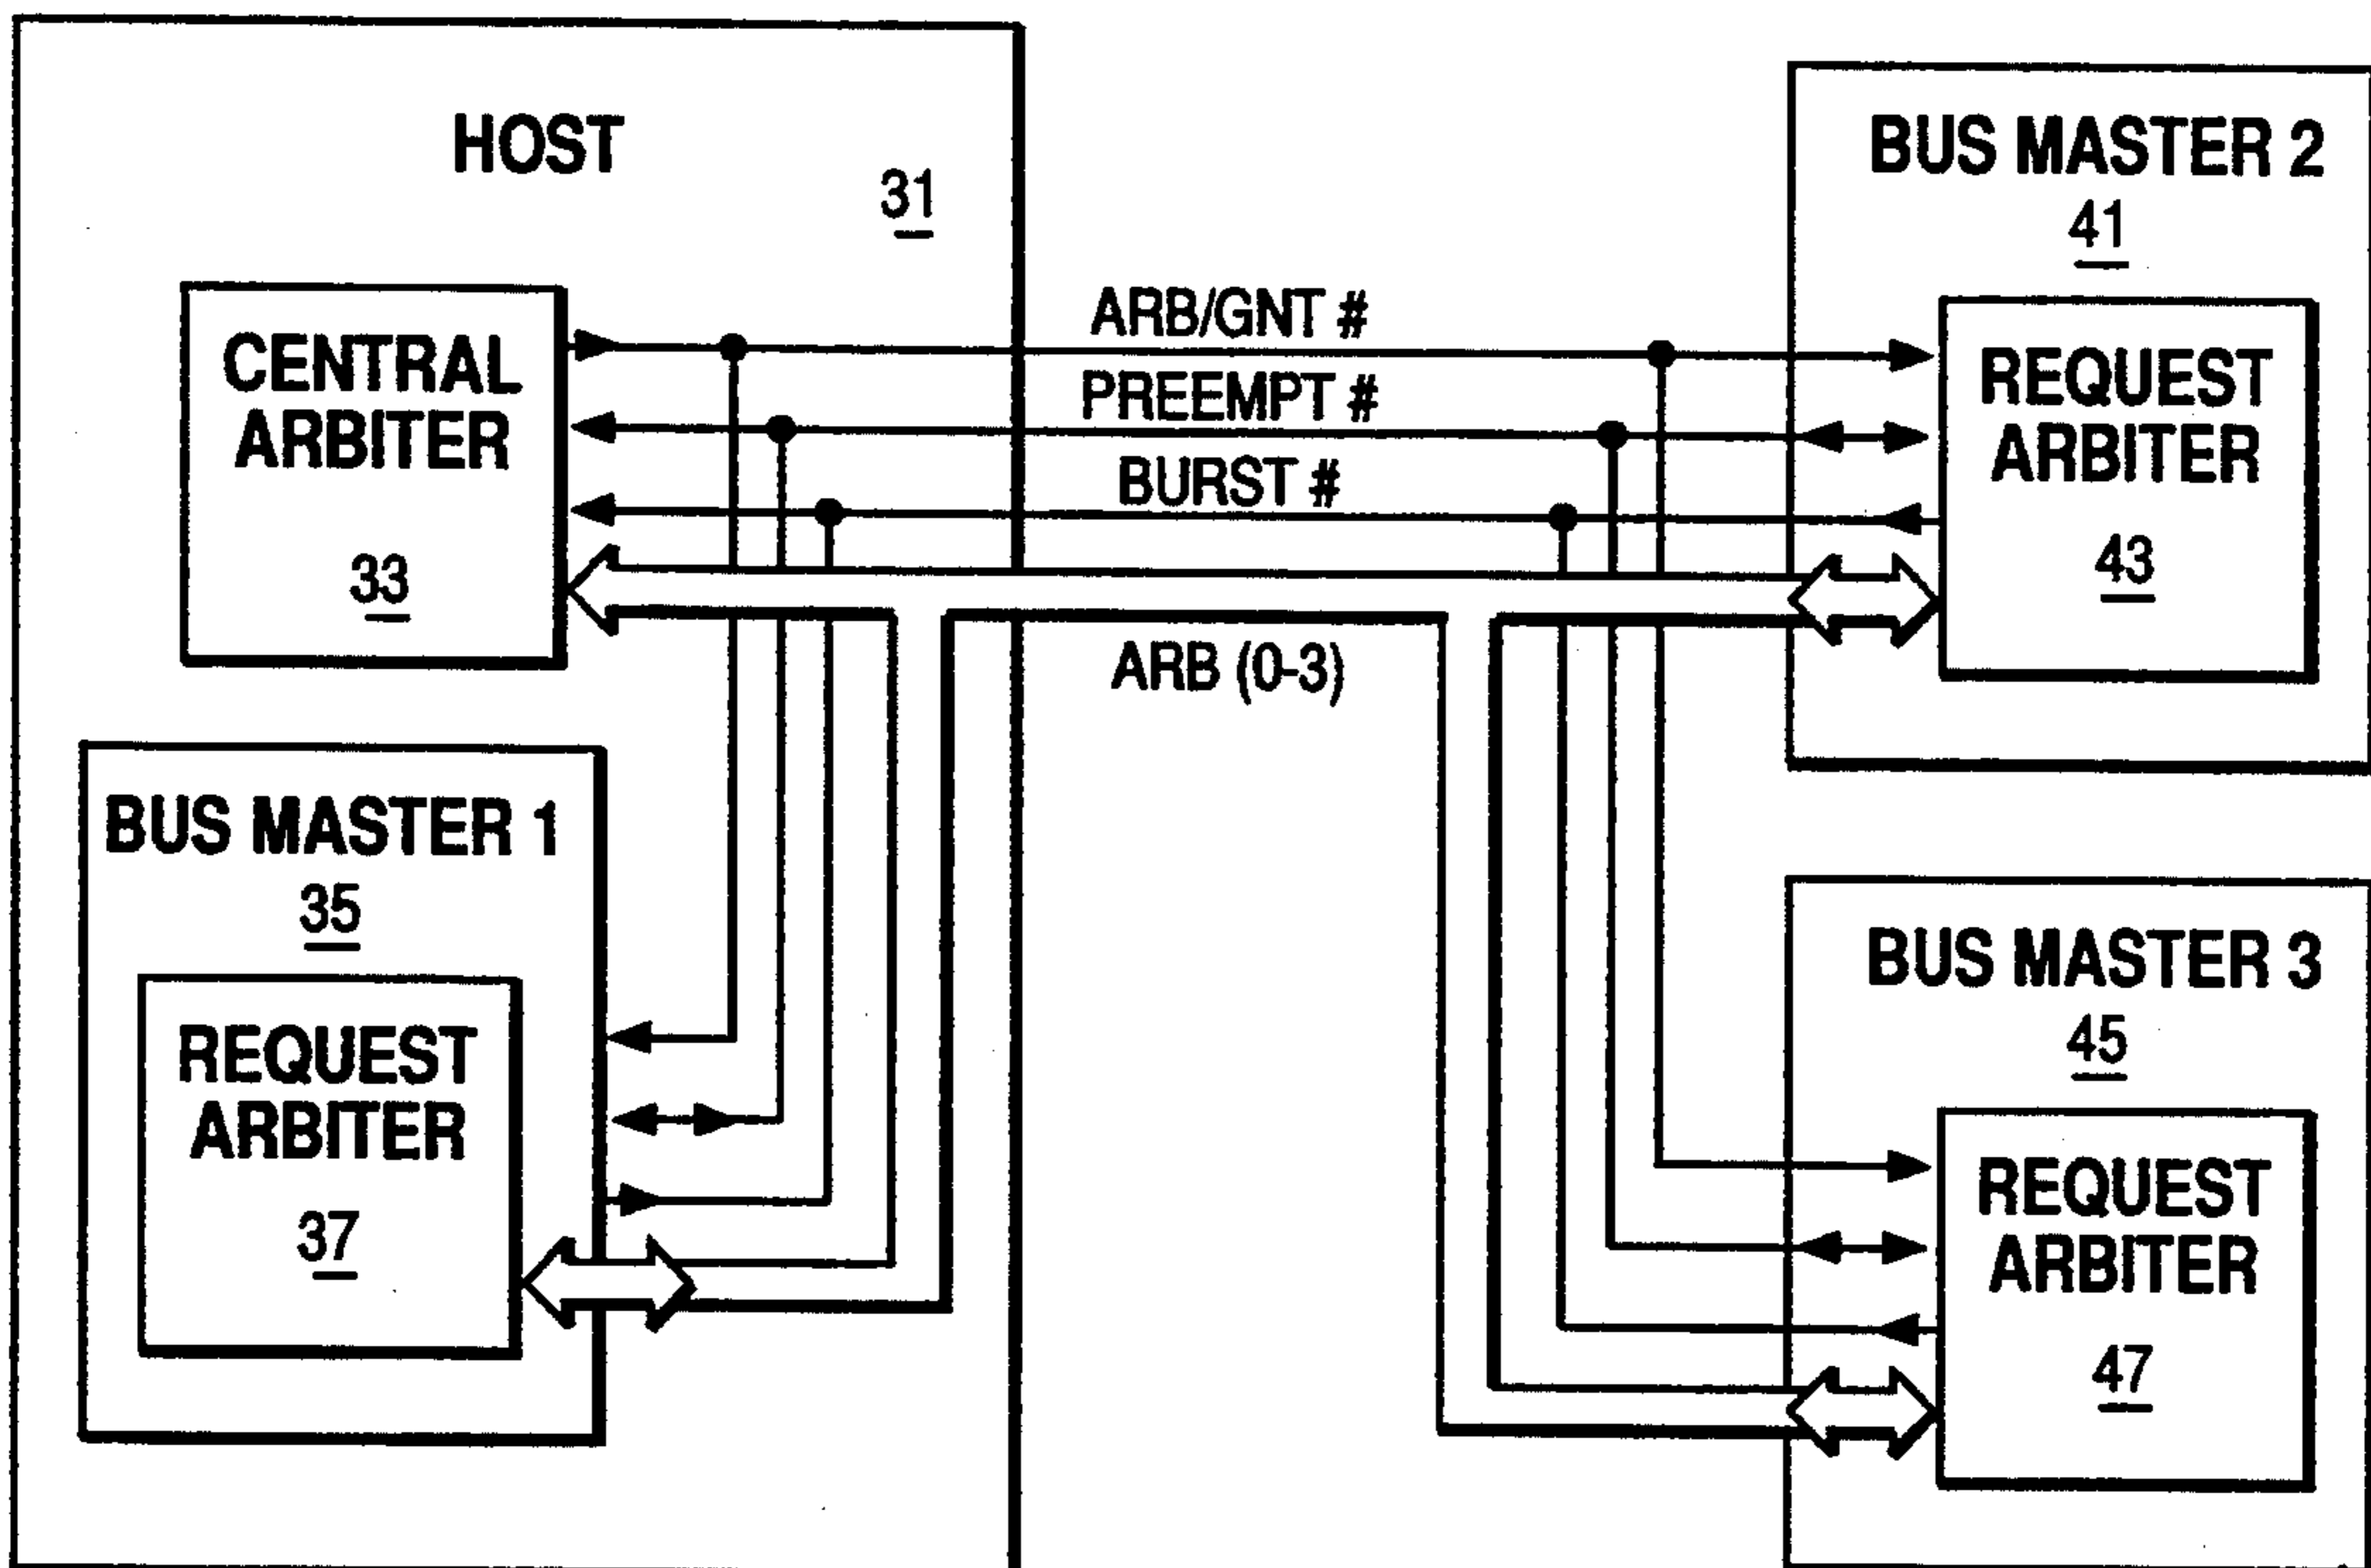 HOST
31
CENTRAL
ARBITER
33
BUS MASTER 1
35
REQUEST
ARBITER
37
ARB/GNT #
PREEMPT #
BURST #
ARB (0-3)
BUS MASTER 2
41
REQUEST
ARBITER
43
BUS MASTER 3
45
REQUEST
ARBITER
47